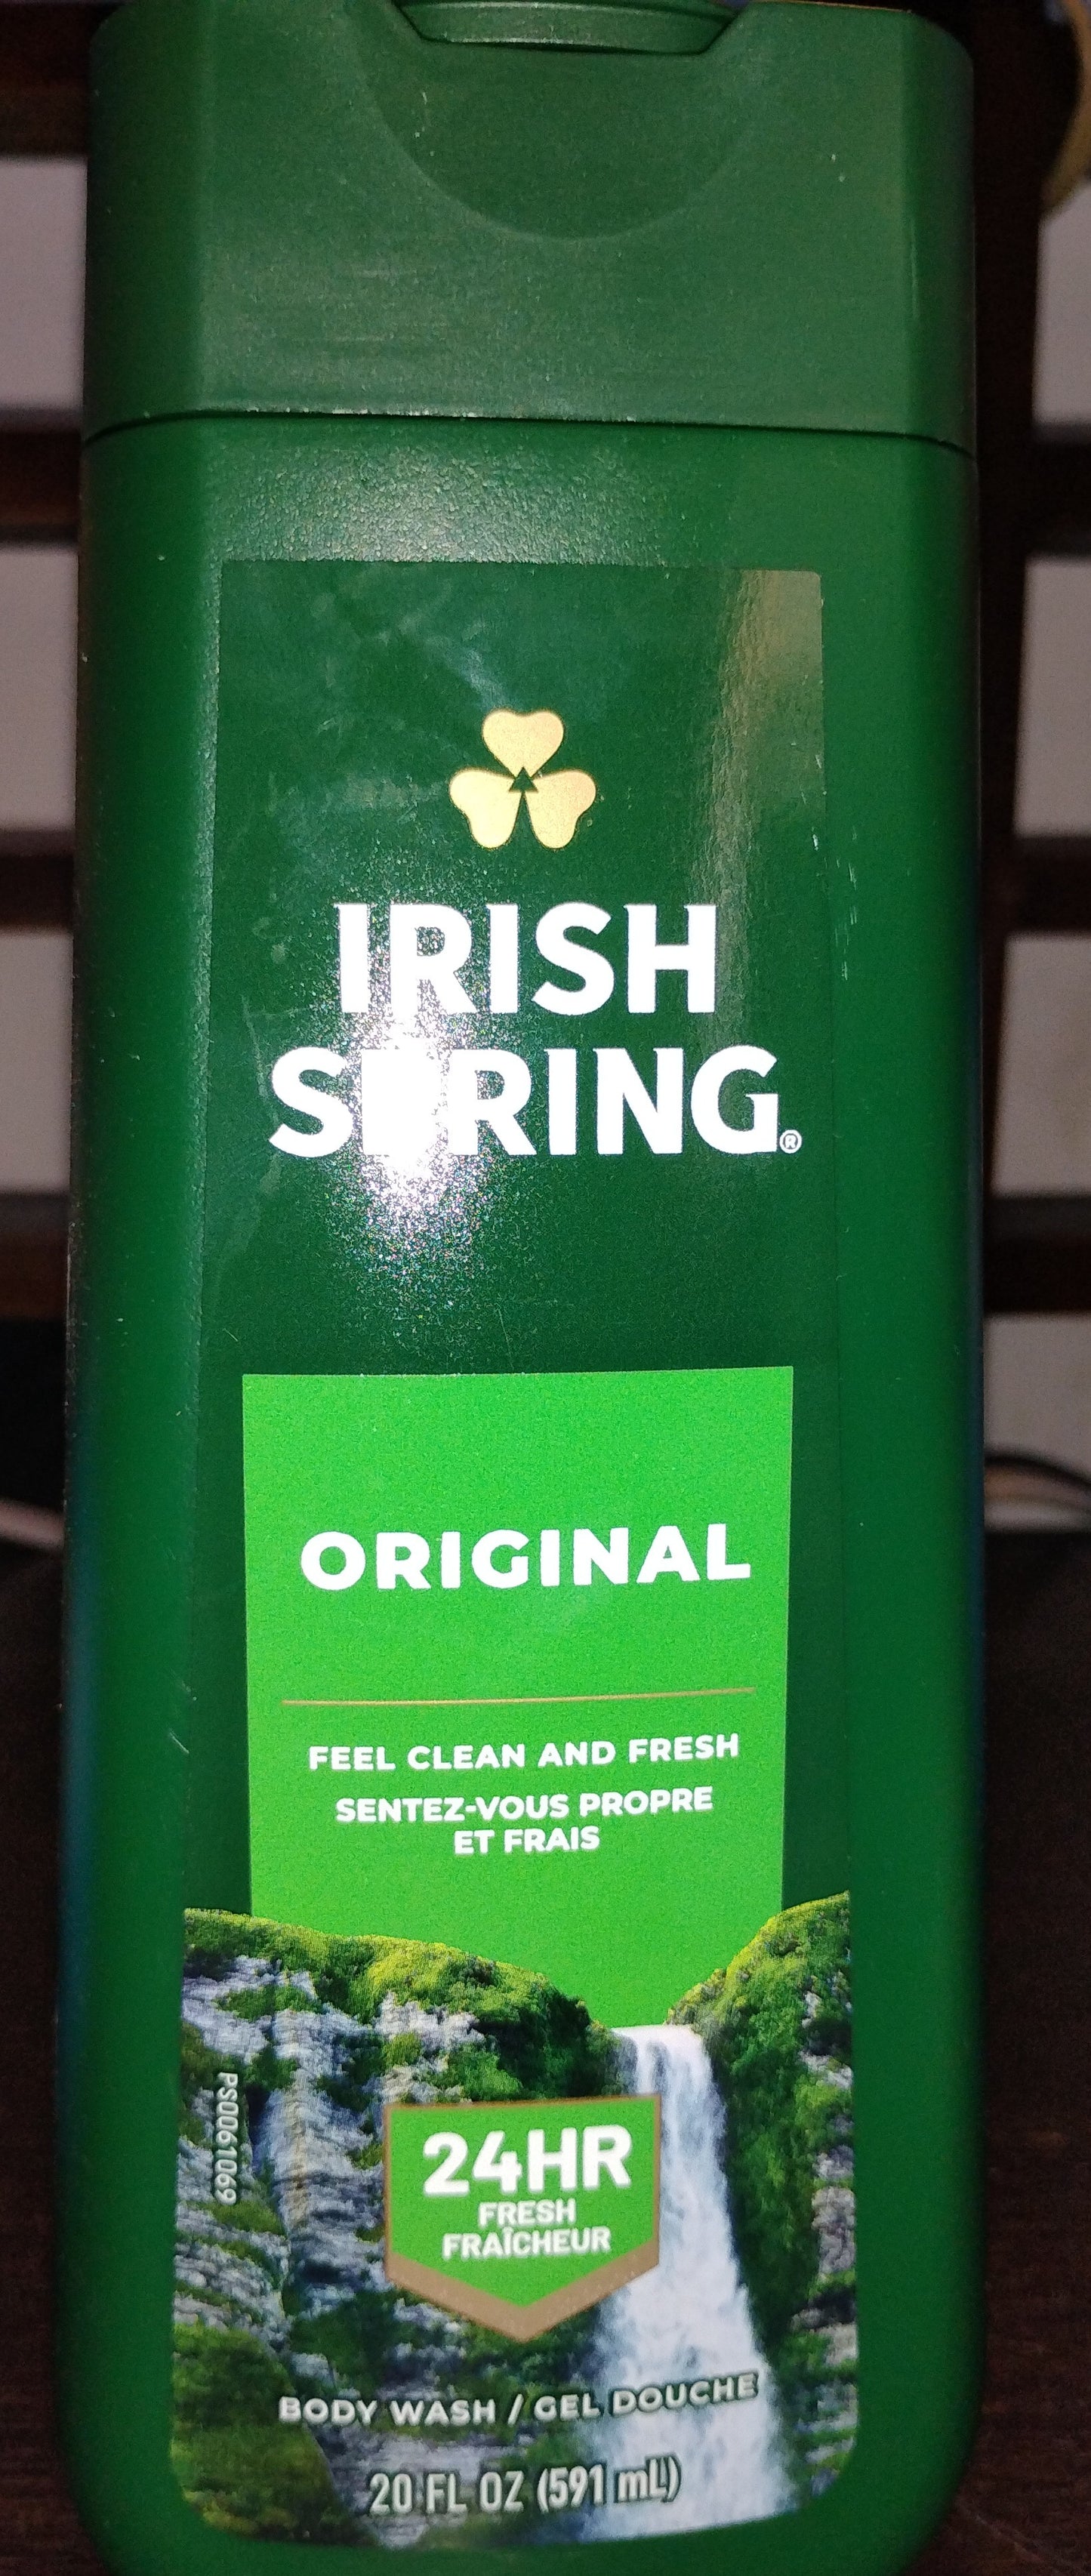 IRISH
SPRING®
ORIGINAL
FEEL CLEAN AND FRESH
SENTEZ-VOUS PROPRE
ET FRAIS
PS0061069
24HR
FRESH
FRAÎCHEUR
BODY WASH / GEL DOUCHE
20 FL OZ (591 mL)